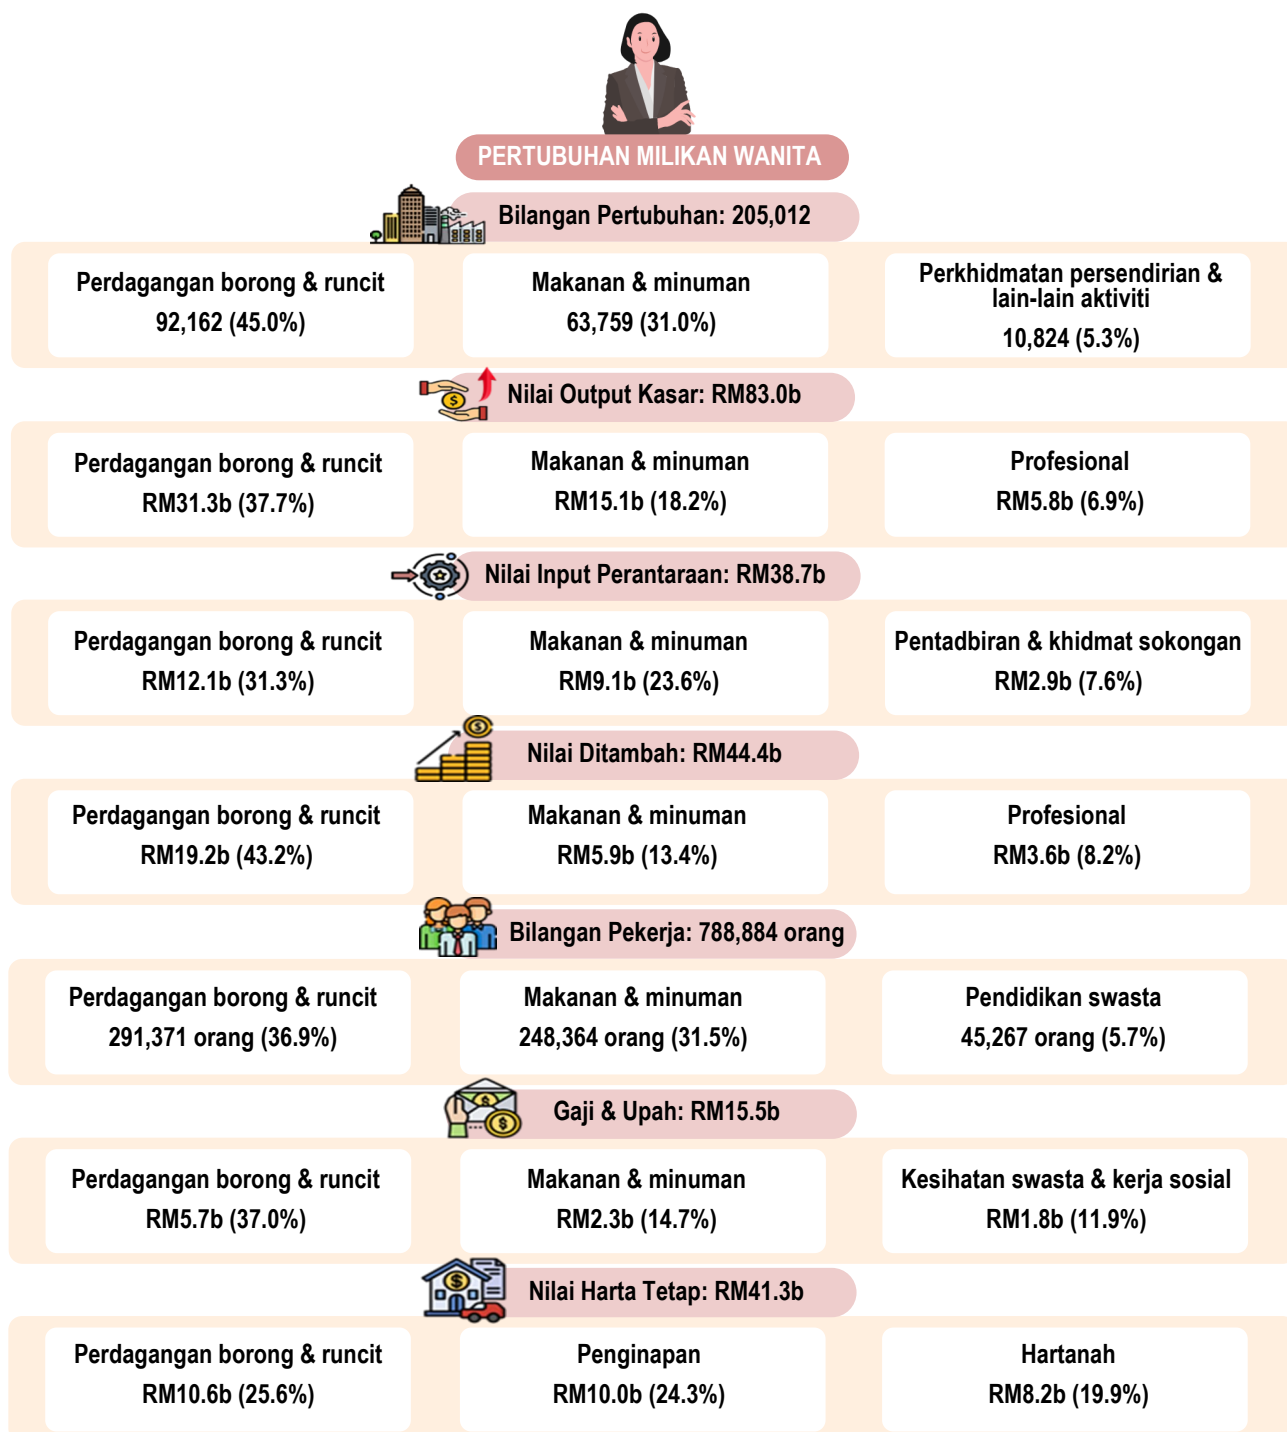 PERTUBUHAN MILIKAN WANITA
Bilangan Pertubuhan: 205,012
Perdagangan borong & runcit
92,162 (45.0%)
Makanan & minuman
63,759 (31.0%)
Perkhidmatan persendirian &
lain-lain aktiviti
10,824 (5.3%)
Nilai Output Kasar: RM83.0b
Perdagangan borong & runcit
RM31.3b (37.7%)
Makanan & minuman
RM15.1b (18.2%)
Profesional
RM5.8b (6.9%)
Nilai Input Perantaraan: RM38.7b
Perdagangan borong & runcit
RM12.1b (31.3%)
Makanan & minuman
RM9.1b (23.6%)
Pentadbiran & khidmat sokongan
RM2.9b (7.6%)
Nilai Ditambah: RM44.4b
Perdagangan borong & runcit
RM19.2b (43.2%)
Makanan & minuman
RM5.9b (13.4%)
Profesional
RM3.6b (8.2%)
Bilangan Pekerja: 788,884 orang
Perdagangan borong & runcit
291,371 orang (36.9%)
Makanan & minuman
248,364 orang (31.5%)
Pendidikan swasta
45,267 orang (5.7%)
Gaji & Upah: RM15.5b
Perdagangan borong & runcit
RM5.7b (37.0%)
Makanan & minuman
RM2.3b (14.7%)
Kesihatan swasta & kerja sosial
RM1.8b (11.9%)
Nilai Harta Tetap: RM41.3b
Perdagangan borong & runcit
RM10.6b (25.6%)
Penginapan
RM10.0b (24.3%)
Hartanah
RM8.2b (19.9%)